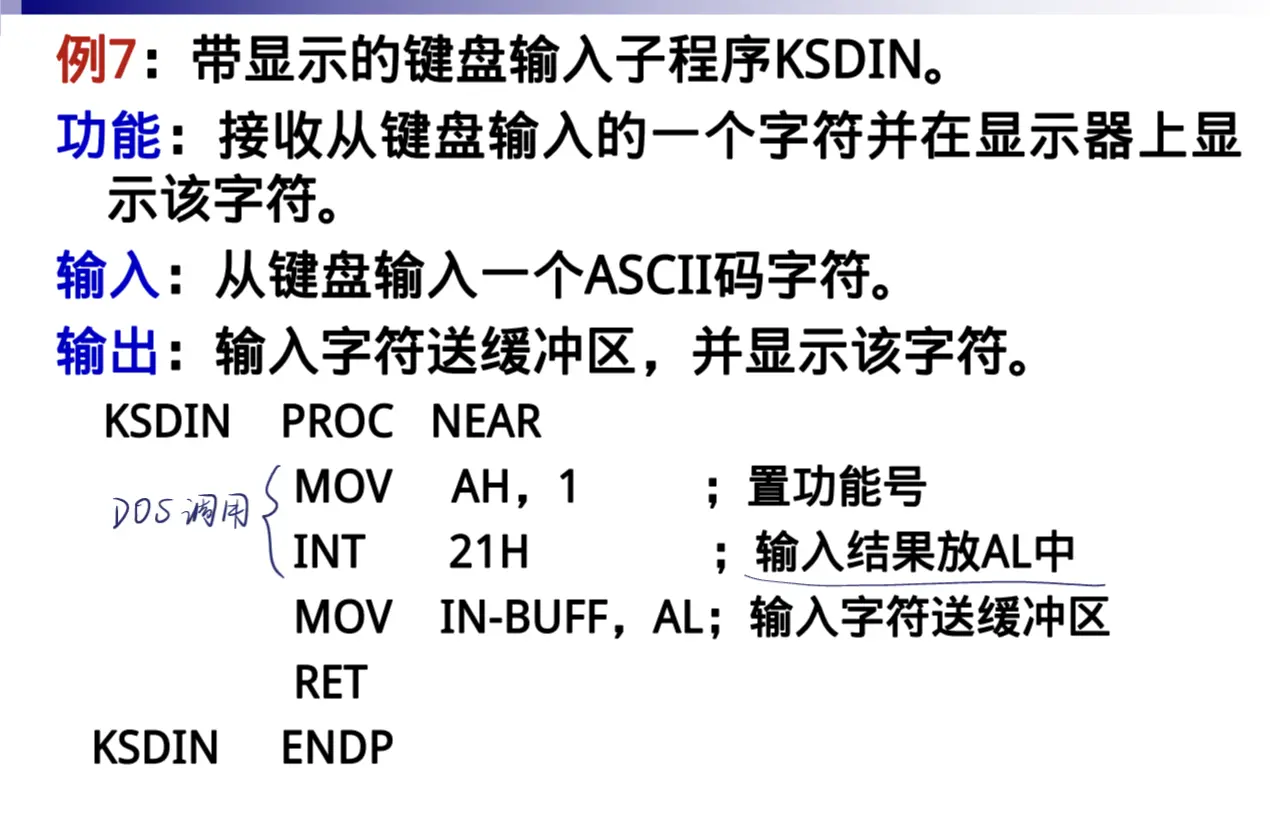 例7：带显示的键盘输入子程序KSDIN。
功能：接收从键盘输入的一个字符并在显示器上显
示该字符。
输入：从键盘输入一个ASCII码字符。
输出：输入字符送缓冲区，并显示该字符。
KSDIN PROC NEAR
MOV AH，1 ；置功能号
DOS调用
INT 21H ；输入结果放AL中
MOV IN-BUFF，AL；输入字符送缓冲区
RET
KSDIN ENDP